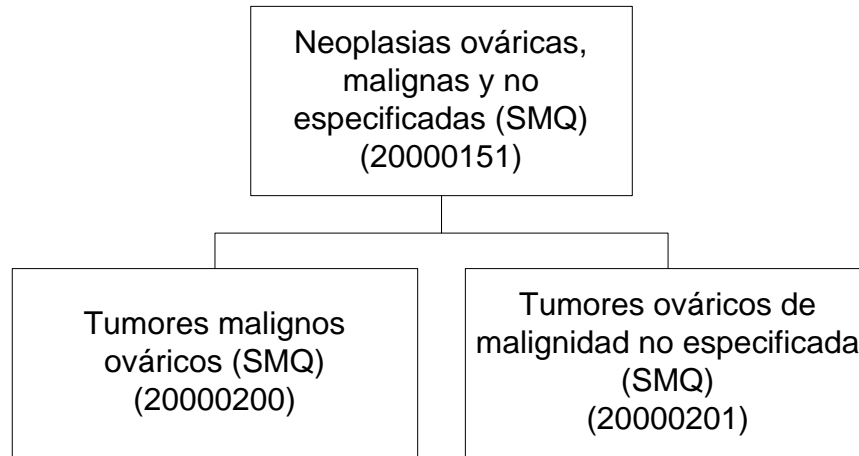 Neoplasias ováricas,
malignas y no
especificadas (SMQ)
(20000151)
Tumores malignos
ováricos (SMQ)
(20000200)
Tumores ováricos de
malignidad no especificada
(SMQ)
(20000201)